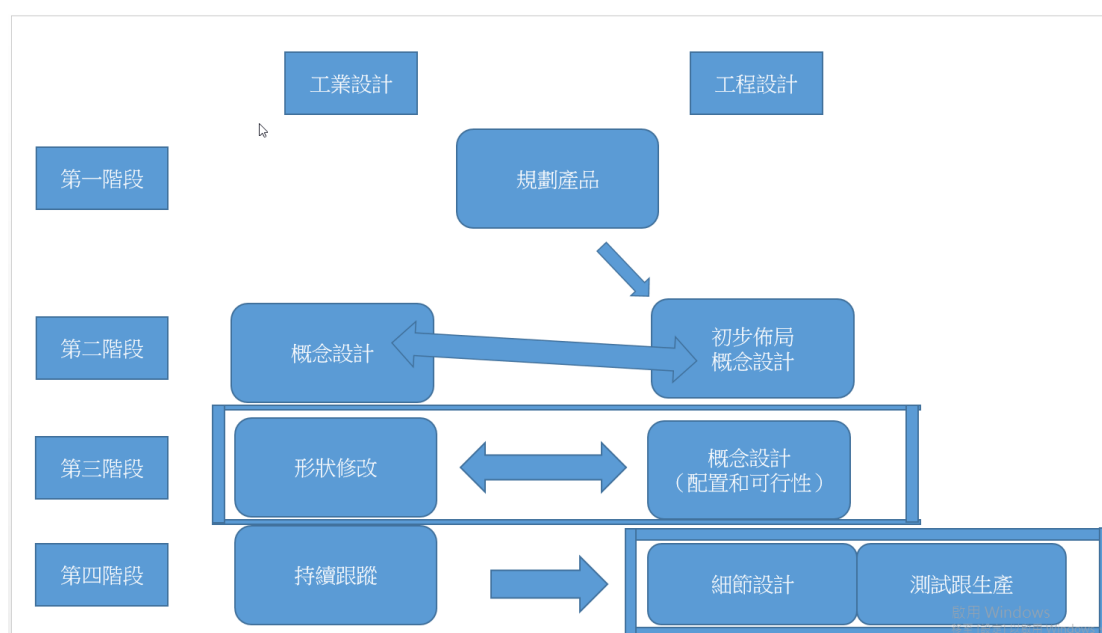 工業設計
工程設計
第一階段
規劃產品
第二階段
概念設計
初步佈局
概念設計
第三階段
形狀修改
概念設計
（配置和可行性）
第四階段
持續跟蹤
細節設計
測試跟生產
啟用 Windows